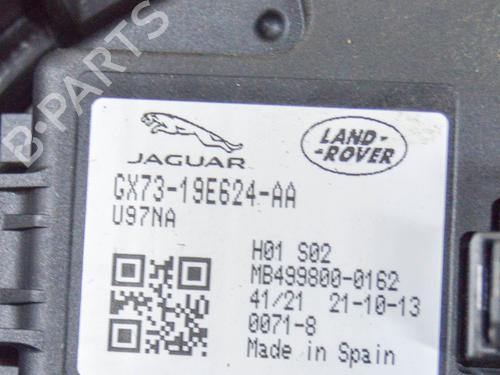 B-PARTS
JAGUAR
LAND-
-ROVER
GX73-19E624-AA
U97NA
H01 S02
MB499800-0162
41/21 21-10-13
0071-8
Made in Spain